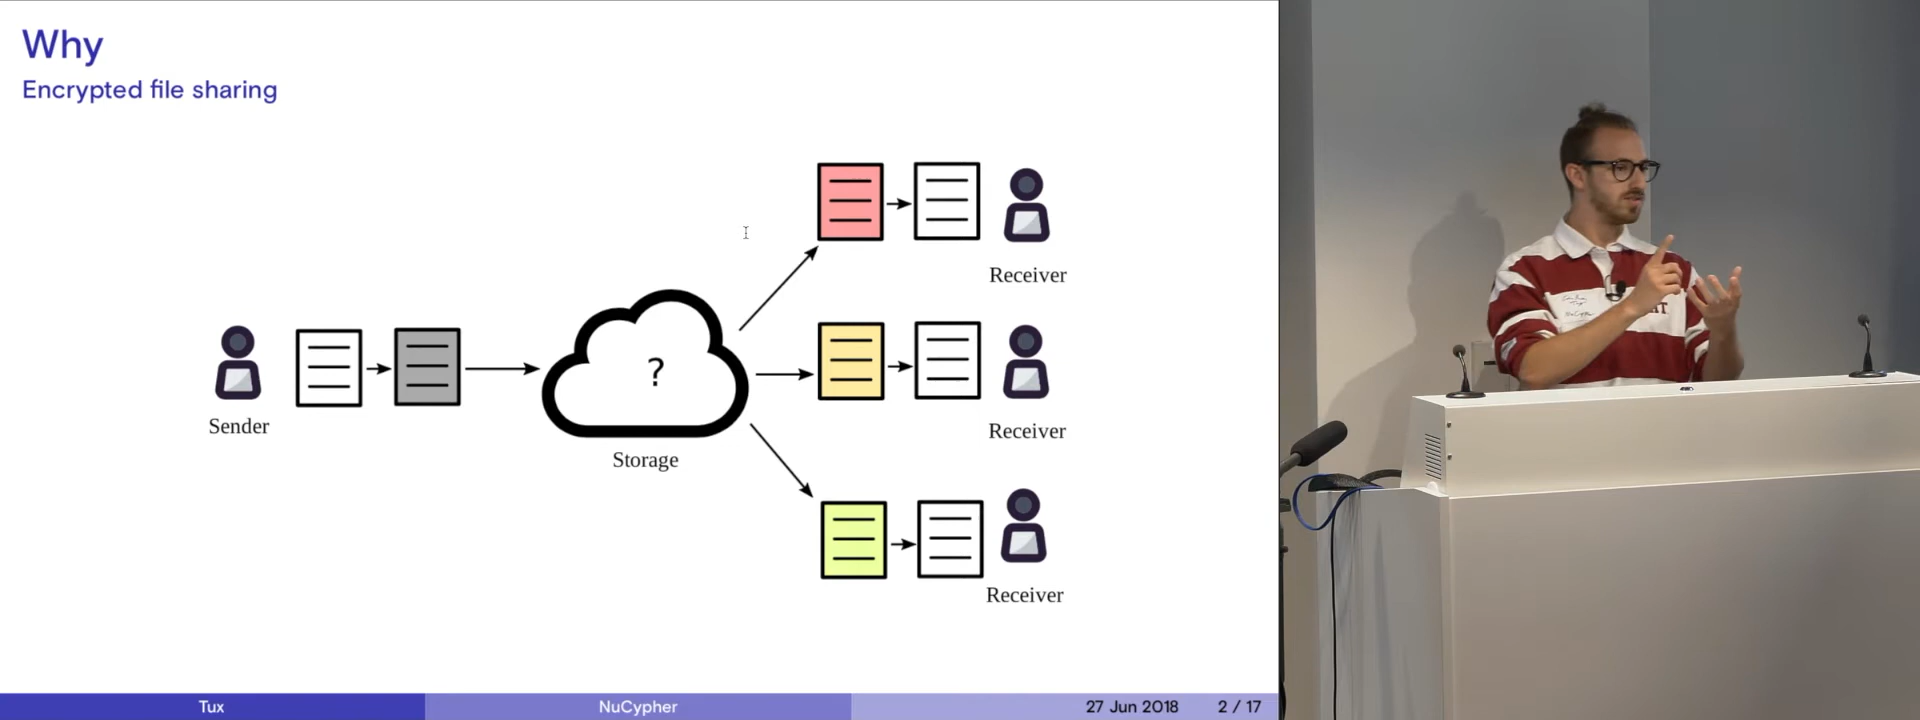 Why
Encrypted file sharing
Receiver
?
Sender
Storage
Receiver
Receiver
Tux NuCypher 27 Jun 2018 2 / 17